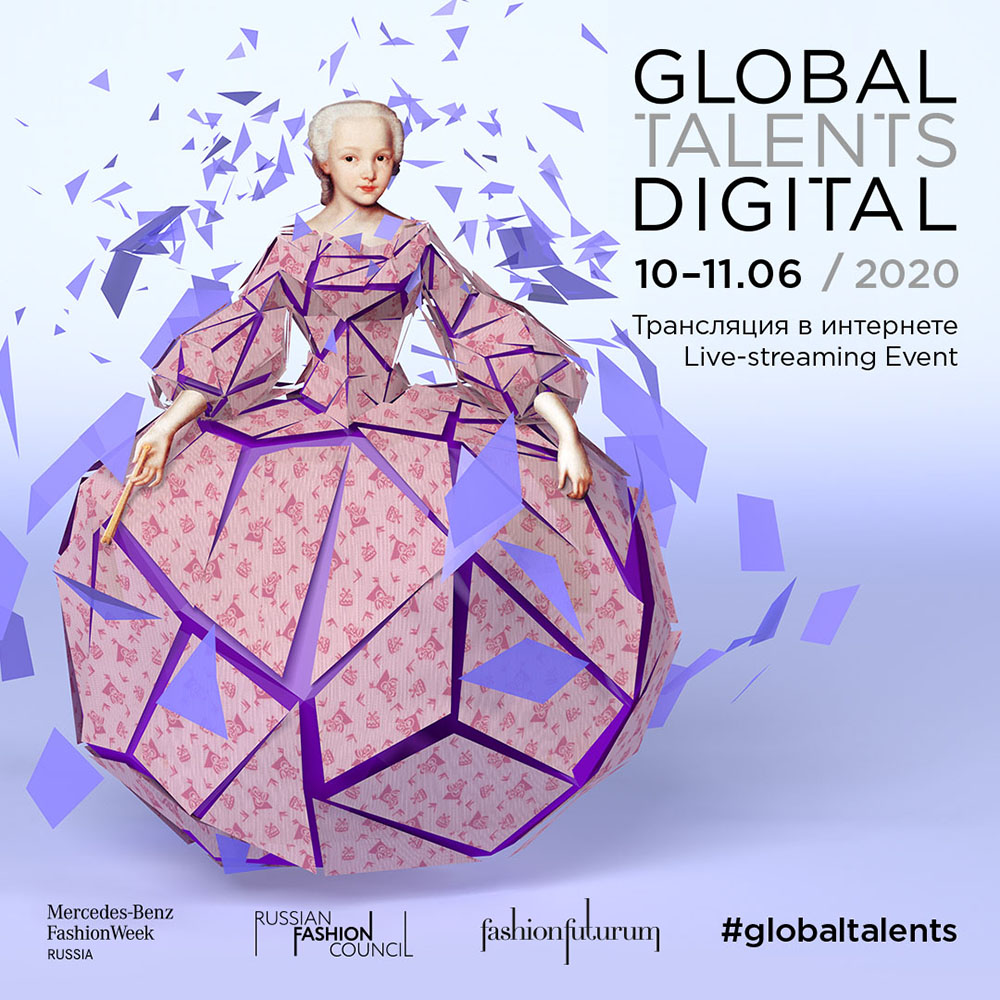 GLOBAL
TALENTS
DIGITAL
10–11.06 / 2020
Трансляция в интернете
Live-streaming Event
Mercedes-Benz
FashionWeek
RUSSIA
RUSSIAN
FASHION
COUNCIL
fashionfuturum
#globaltalents